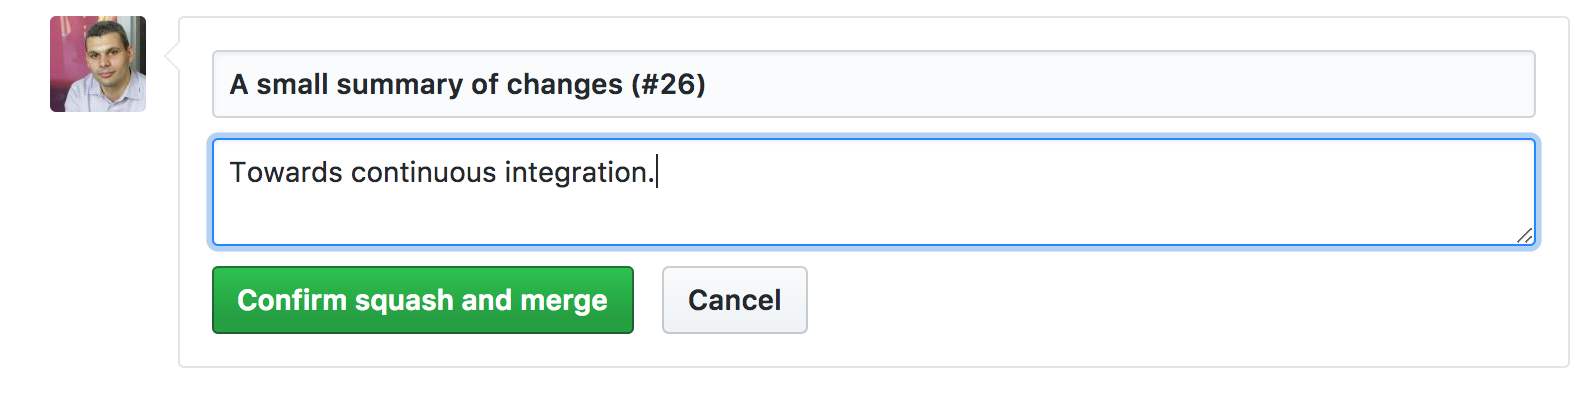 A small summary of changes (#26)
Towards continuous integration.
Confirm squash and merge
Cancel